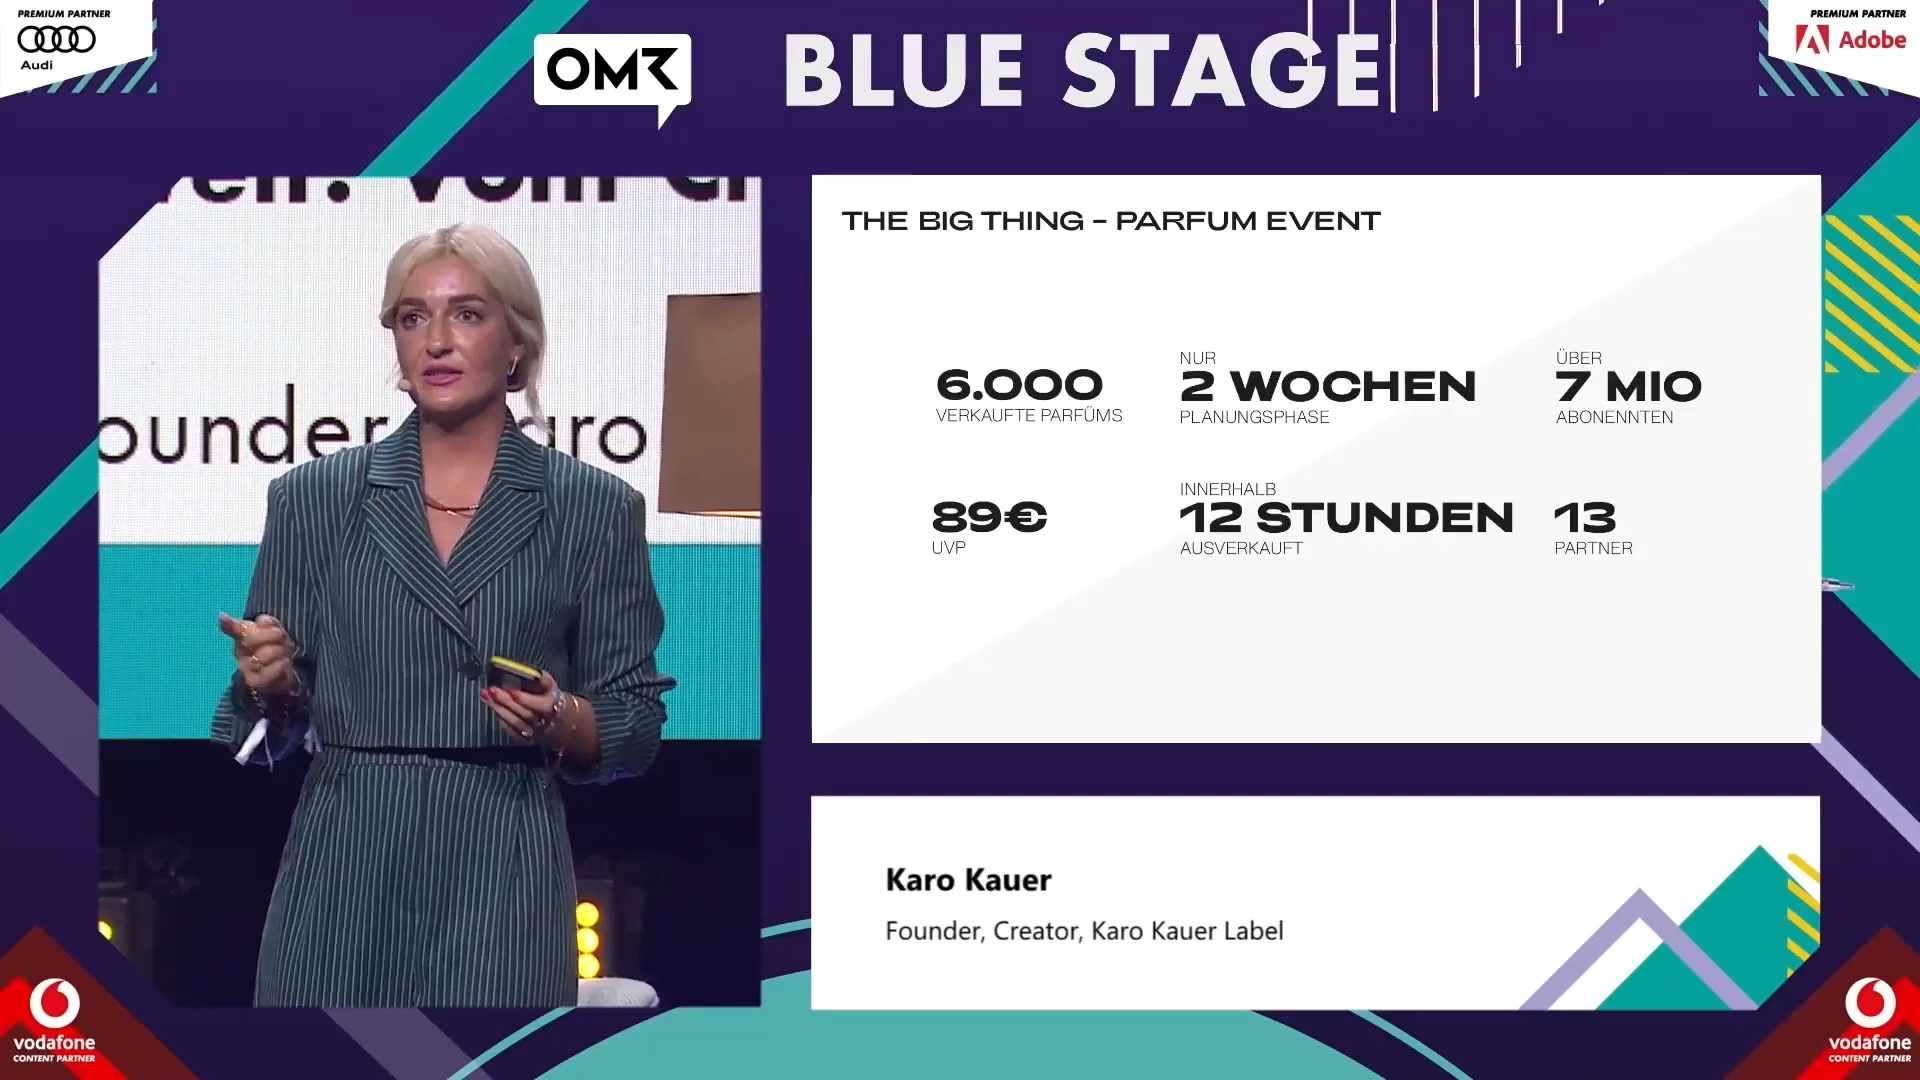 PREMIUM PARTNER
Audi
OMR
BLUE STAGE
PREMIUM PARTNER
Adobe
ounder
aro
THE BIG THING – PARFUM EVENT
6.000
VERKAUFTE PARFÜMS
NUR
2 WOCHEN
PLANUNGSPHASE
ÜBER
7 MIO
ABONENNTEN
89€
UVP
INNERHALB
12 STUNDEN
AUSVERKAUFT
13
PARTNER
Karo Kauer
Founder, Creator, Karo Kauer Label
vodafone
CONTENT PARTNER
vodafone
CONTENT PARTNER